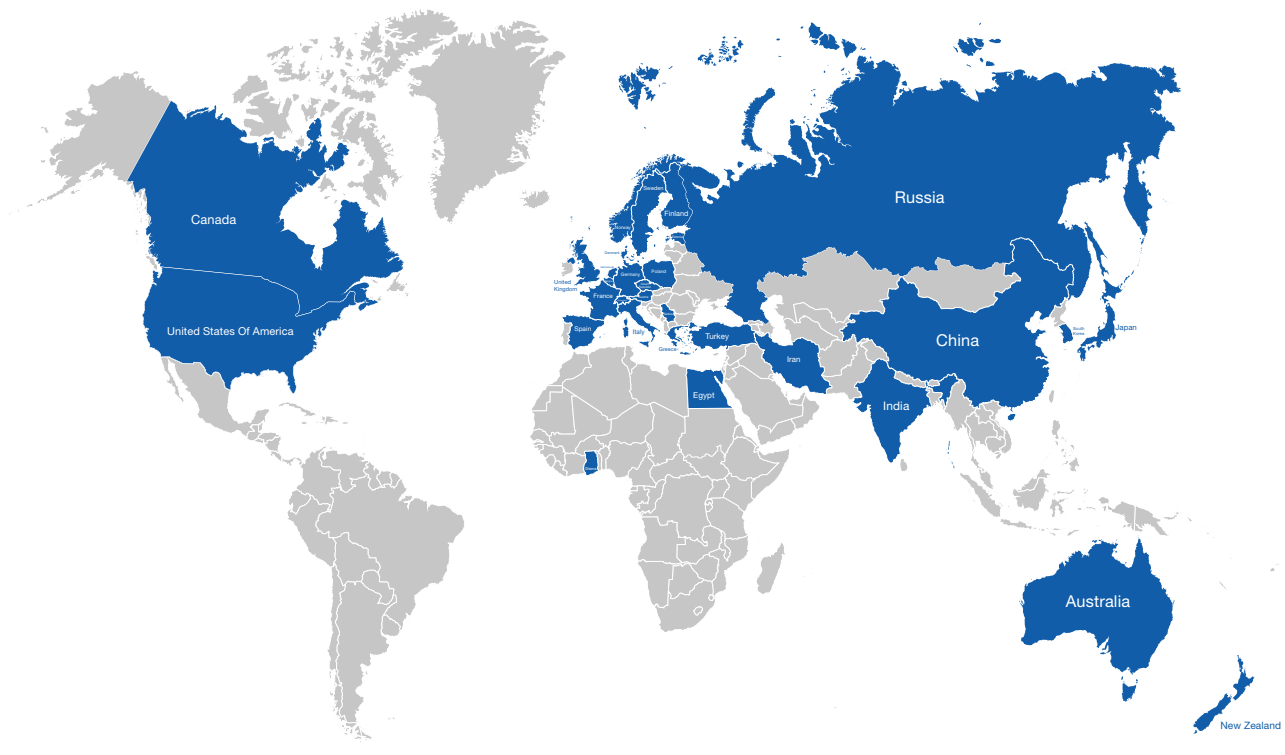 Russia
Sweden
Canada
Finland
Norway
Germany
Poland
United
Kingdom
France
Spain
Italy
United States Of America
Turkey
South
Korea
Japan
China
Greece
Iran
Egypt
India
Ghana
Australia
New Zealand